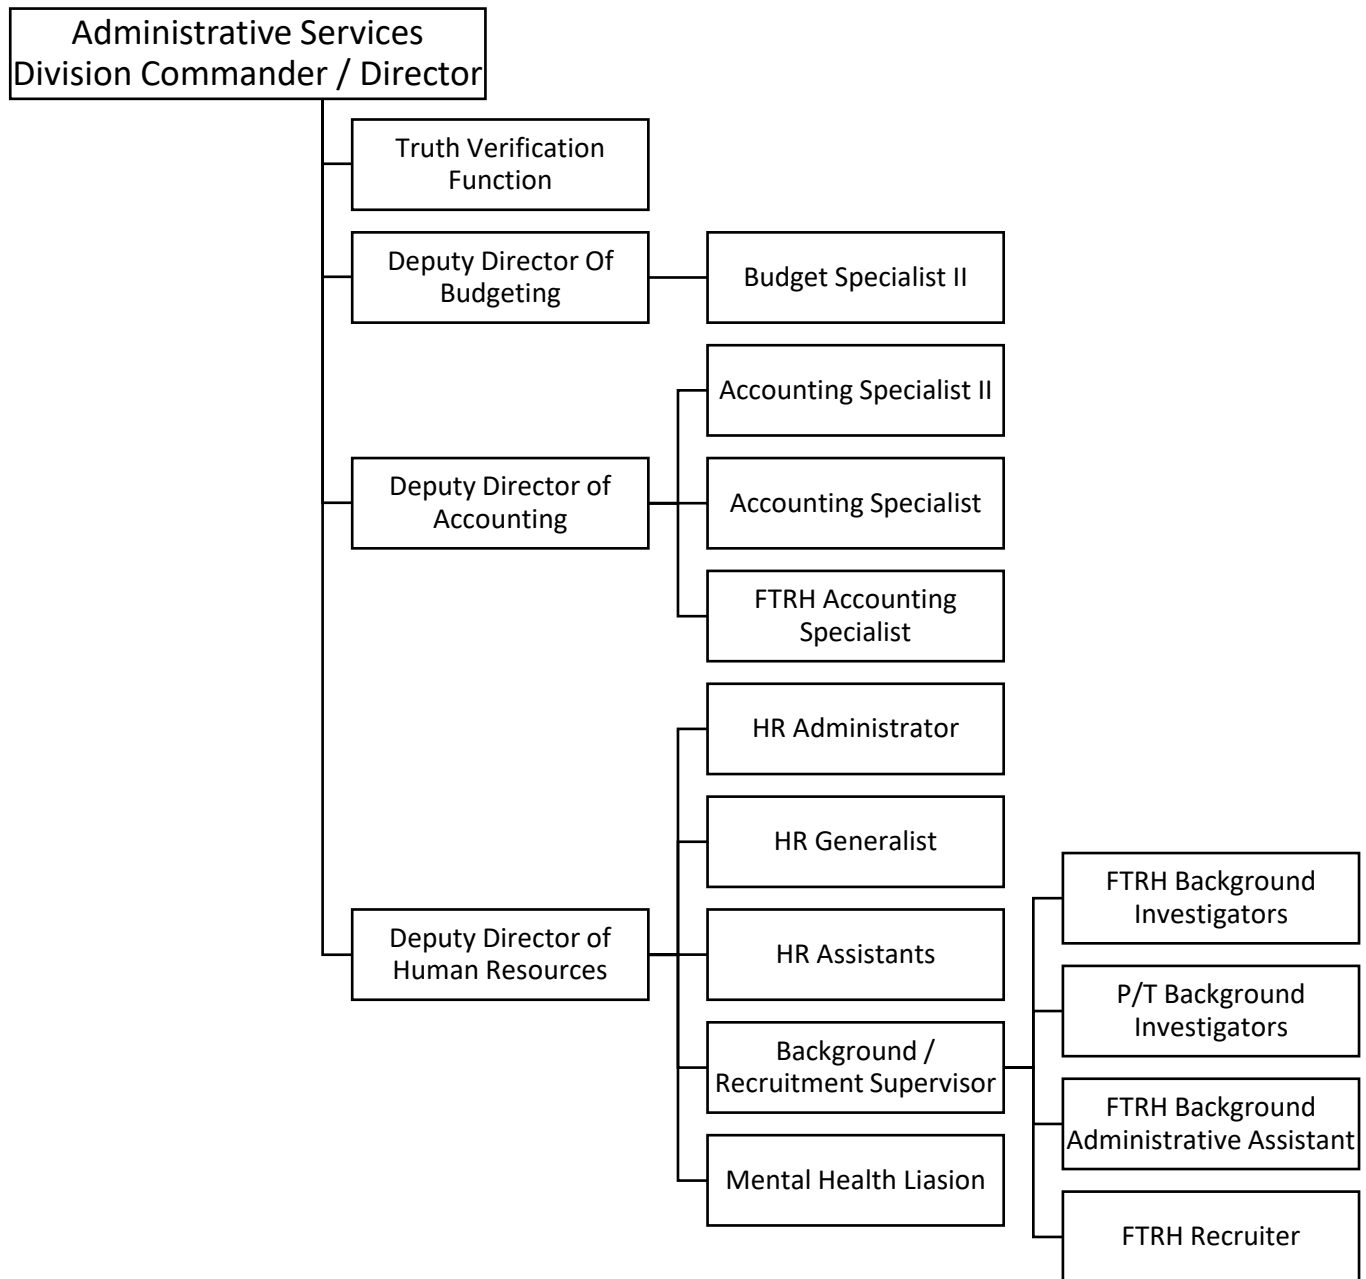 Administrative Services
Division Commander / Director
Truth Verification
Function
Deputy Director Of
Budgeting
Budget Specialist II
Deputy Director of
Accounting
Accounting Specialist II
Accounting Specialist
FTRH Accounting
Specialist
Deputy Director of
Human Resources
HR Administrator
HR Generalist
HR Assistants
Background /
Recruitment Supervisor
FTRH Background
Investigators
P/T Background
Investigators
FTRH Background
Administrative Assistant
FTRH Recruiter
Mental Health Liasion